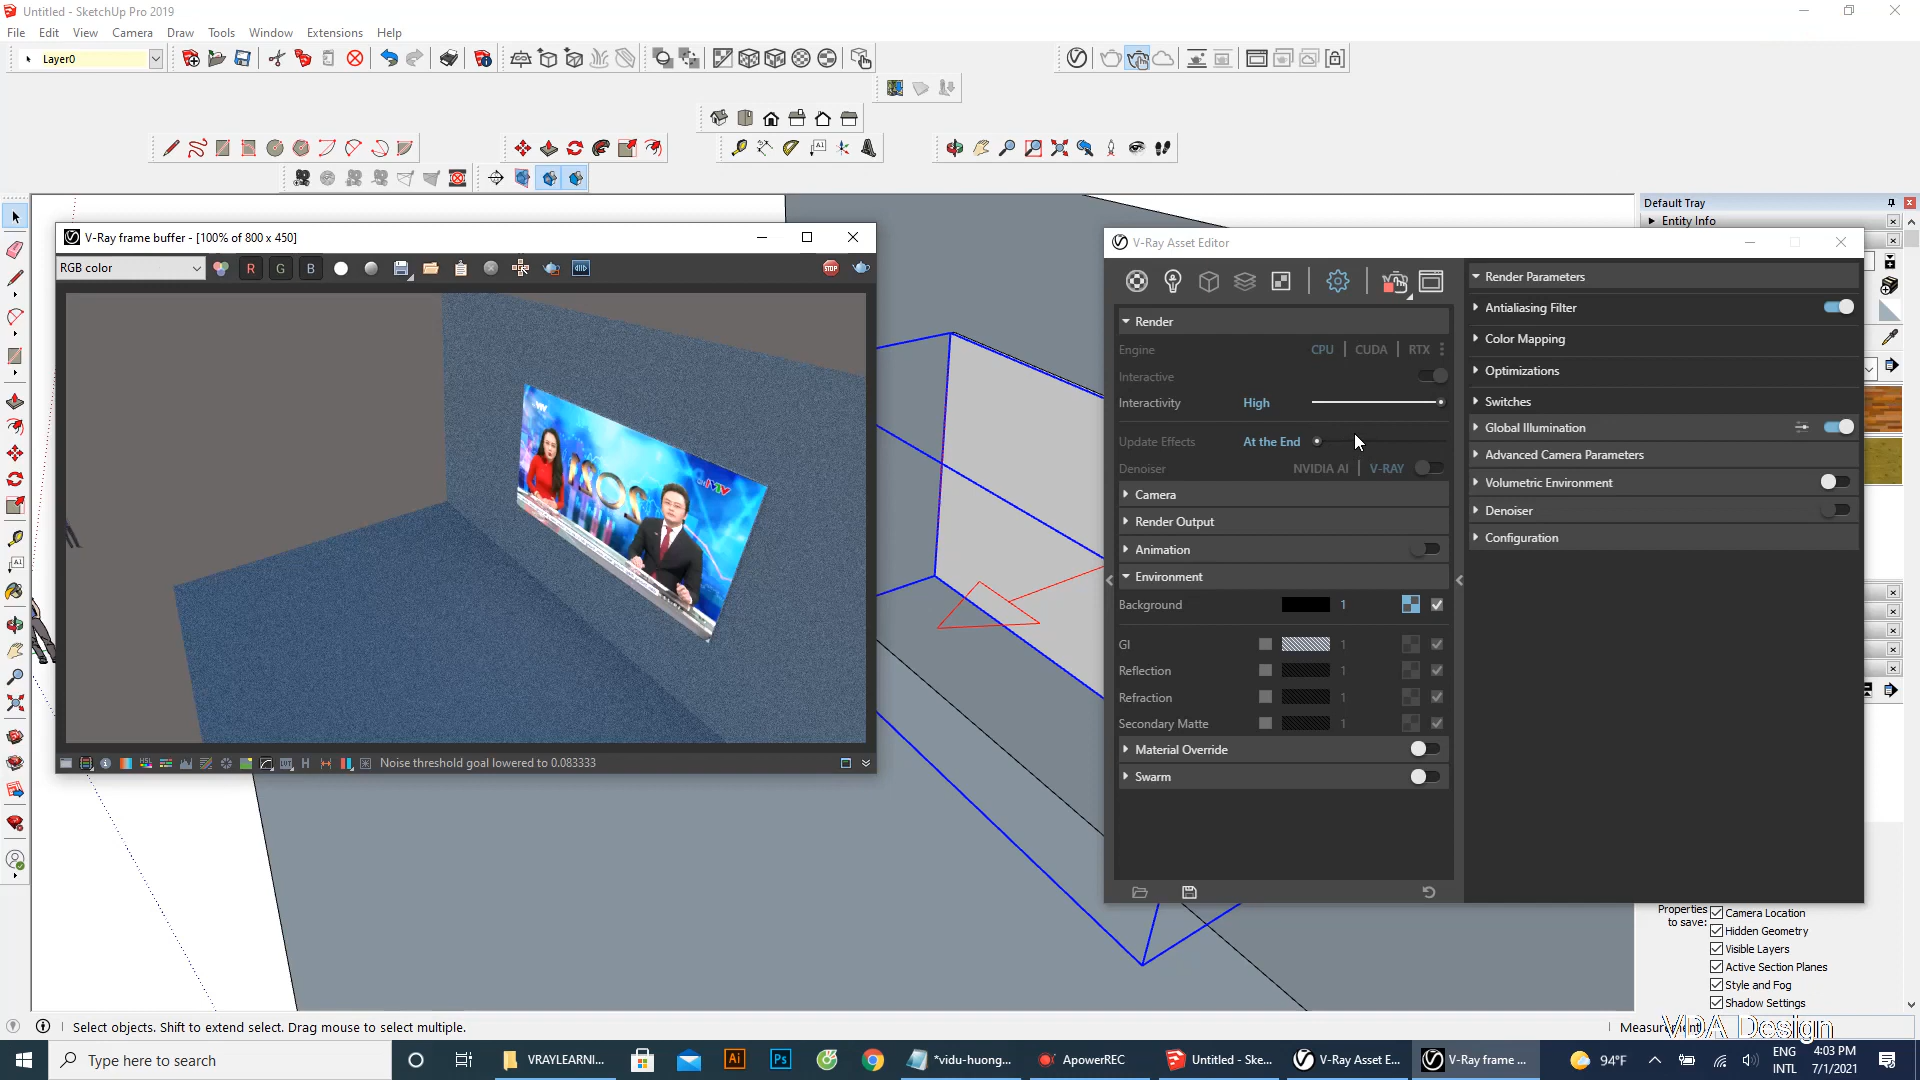 Untitled - SketchUp Pro 2019
File Edit View Camera Draw Tools Window Extensions Help
Layer0
Default Tray
Entity Info
V-Ray frame buffer - [100% of 800 x 450]
RGB color
R G B
STOP
H
Noise threshold goal lowered to 0.083333
V-Ray Asset Editor
Render
Engine CPU CUDA RTX
Interactive
Interactivity High
Update Effects At the End
Denoiser NVIDIA AI V-RAY
Camera
Render Output
Animation
Environment
Background 1
GI 1
Reflection 1
Refraction 1
Secondary Matte 1
Material Override
Swarm
Render Parameters
Antialiasing Filter
Color Mapping
Optimizations
Switches
Global Illumination
Advanced Camera Parameters
Volumetric Environment
Denoiser
Configuration
Properties to save:
Camera Location
Hidden Geometry
Visible Layers
Active Section Planes
Style and Fog
Shadow Settings
Select objects. Shift to extend select. Drag mouse to select multiple.
VDA Design
Type here to search
VRAYLEARNI...
Ai
Ps
*vidu-huong...
ApowerREC
Untitled - Ske...
V-Ray Asset E...
V-Ray frame ...
94°F
ENG
INTL
4:03 PM
7/1/2021